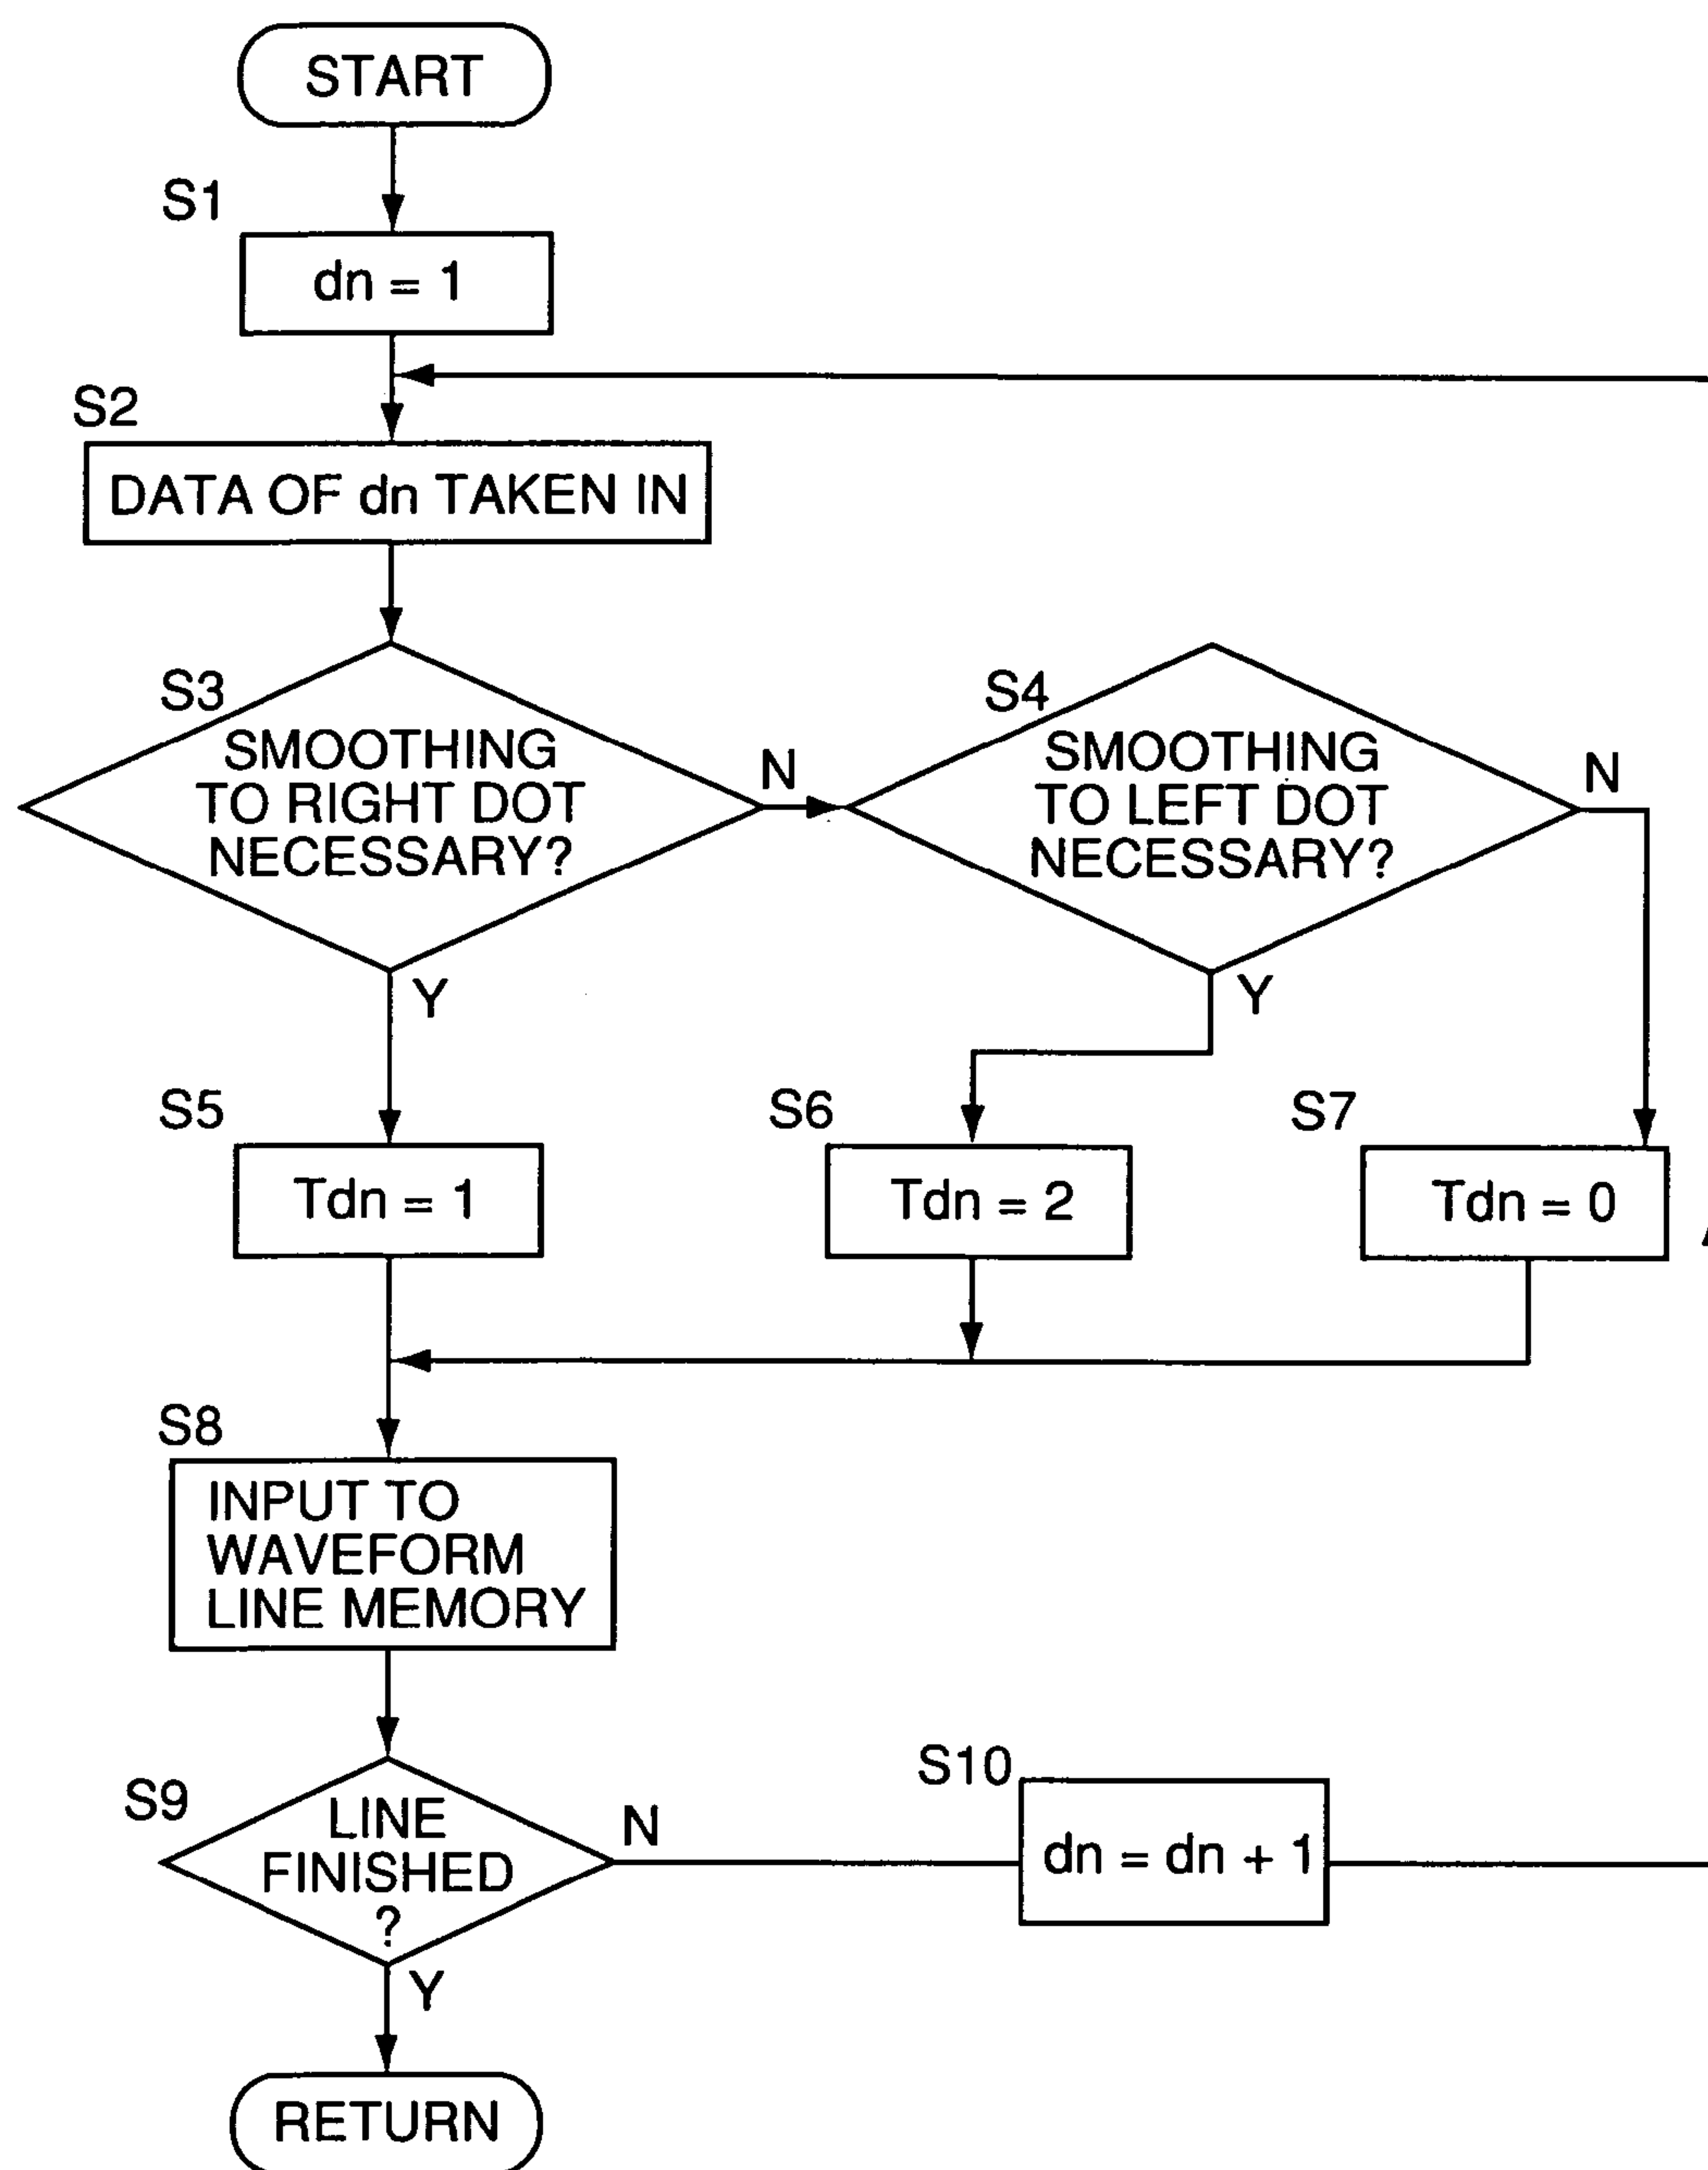 START
S1
dn = 1
S2
DATA OF dn TAKEN IN
S3
SMOOTHING
TO RIGHT DOT
NECESSARY?
N
Y
S4
SMOOTHING
TO LEFT DOT
NECESSARY?
N
Y
S5
Tdn = 1
S6
Tdn = 2
S7
Tdn = 0
S8
INPUT TO
WAVEFORM
LINE MEMORY
S9
LINE
FINISHED
?
N
Y
S10
dn = dn + 1
RETURN